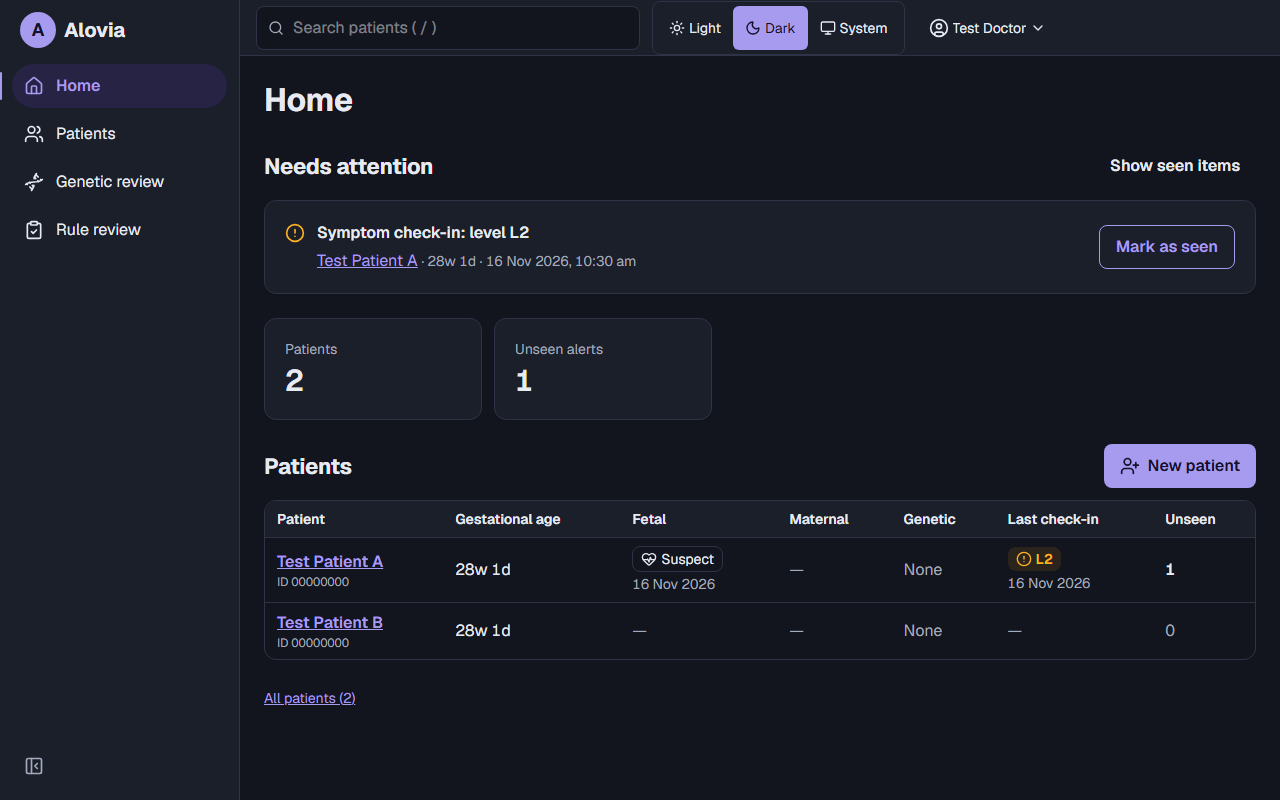 A Alovia
Search patients ( / )
Light Dark System
Test Doctor
Home
Patients
Genetic review
Rule review
Home
Needs attention
Show seen items
Symptom check-in: level L2
Test Patient A · 28w 1d · 16 Nov 2026, 10:30 am
Mark as seen
Patients
2
Unseen alerts
1
Patients
New patient
Patient Gestational age Fetal Maternal Genetic Last check-in Unseen
Test Patient A
ID 00000000
28w 1d
Suspect
16 Nov 2026
—
None
L2
16 Nov 2026
1
Test Patient B
ID 00000000
28w 1d
—
—
None
—
0
All patients (2)